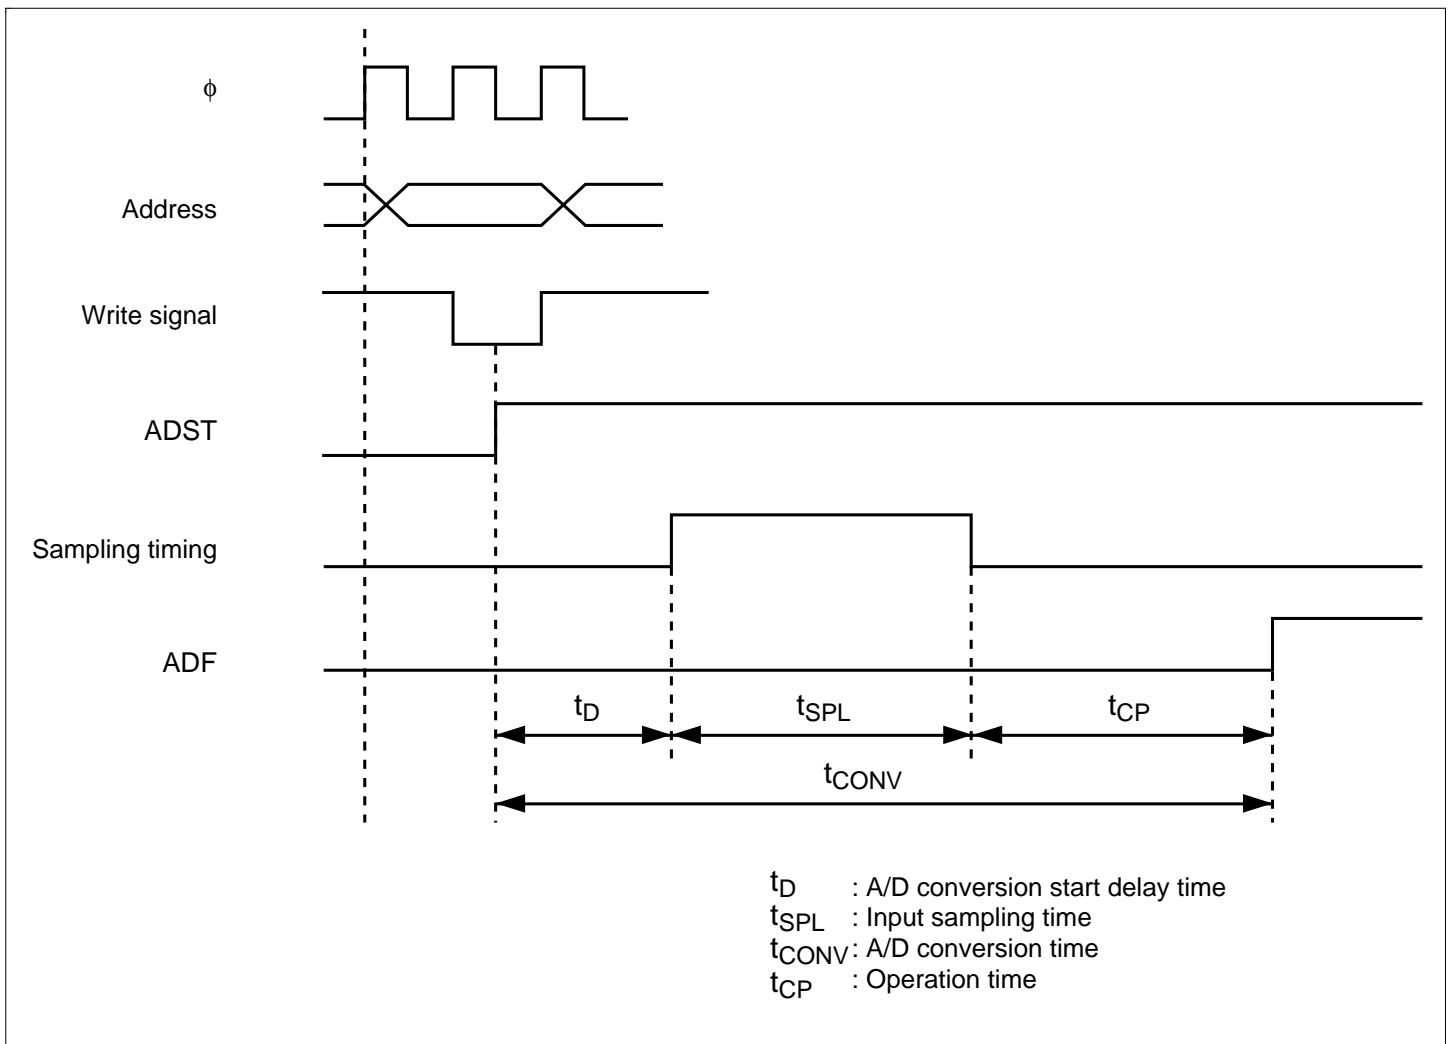 ϕ
Address
Write signal
ADST
Sampling timing
ADF
tD tSPL tCP
tCONV
tD : A/D conversion start delay time
tSPL : Input sampling time
tCONV : A/D conversion time
tCP : Operation time